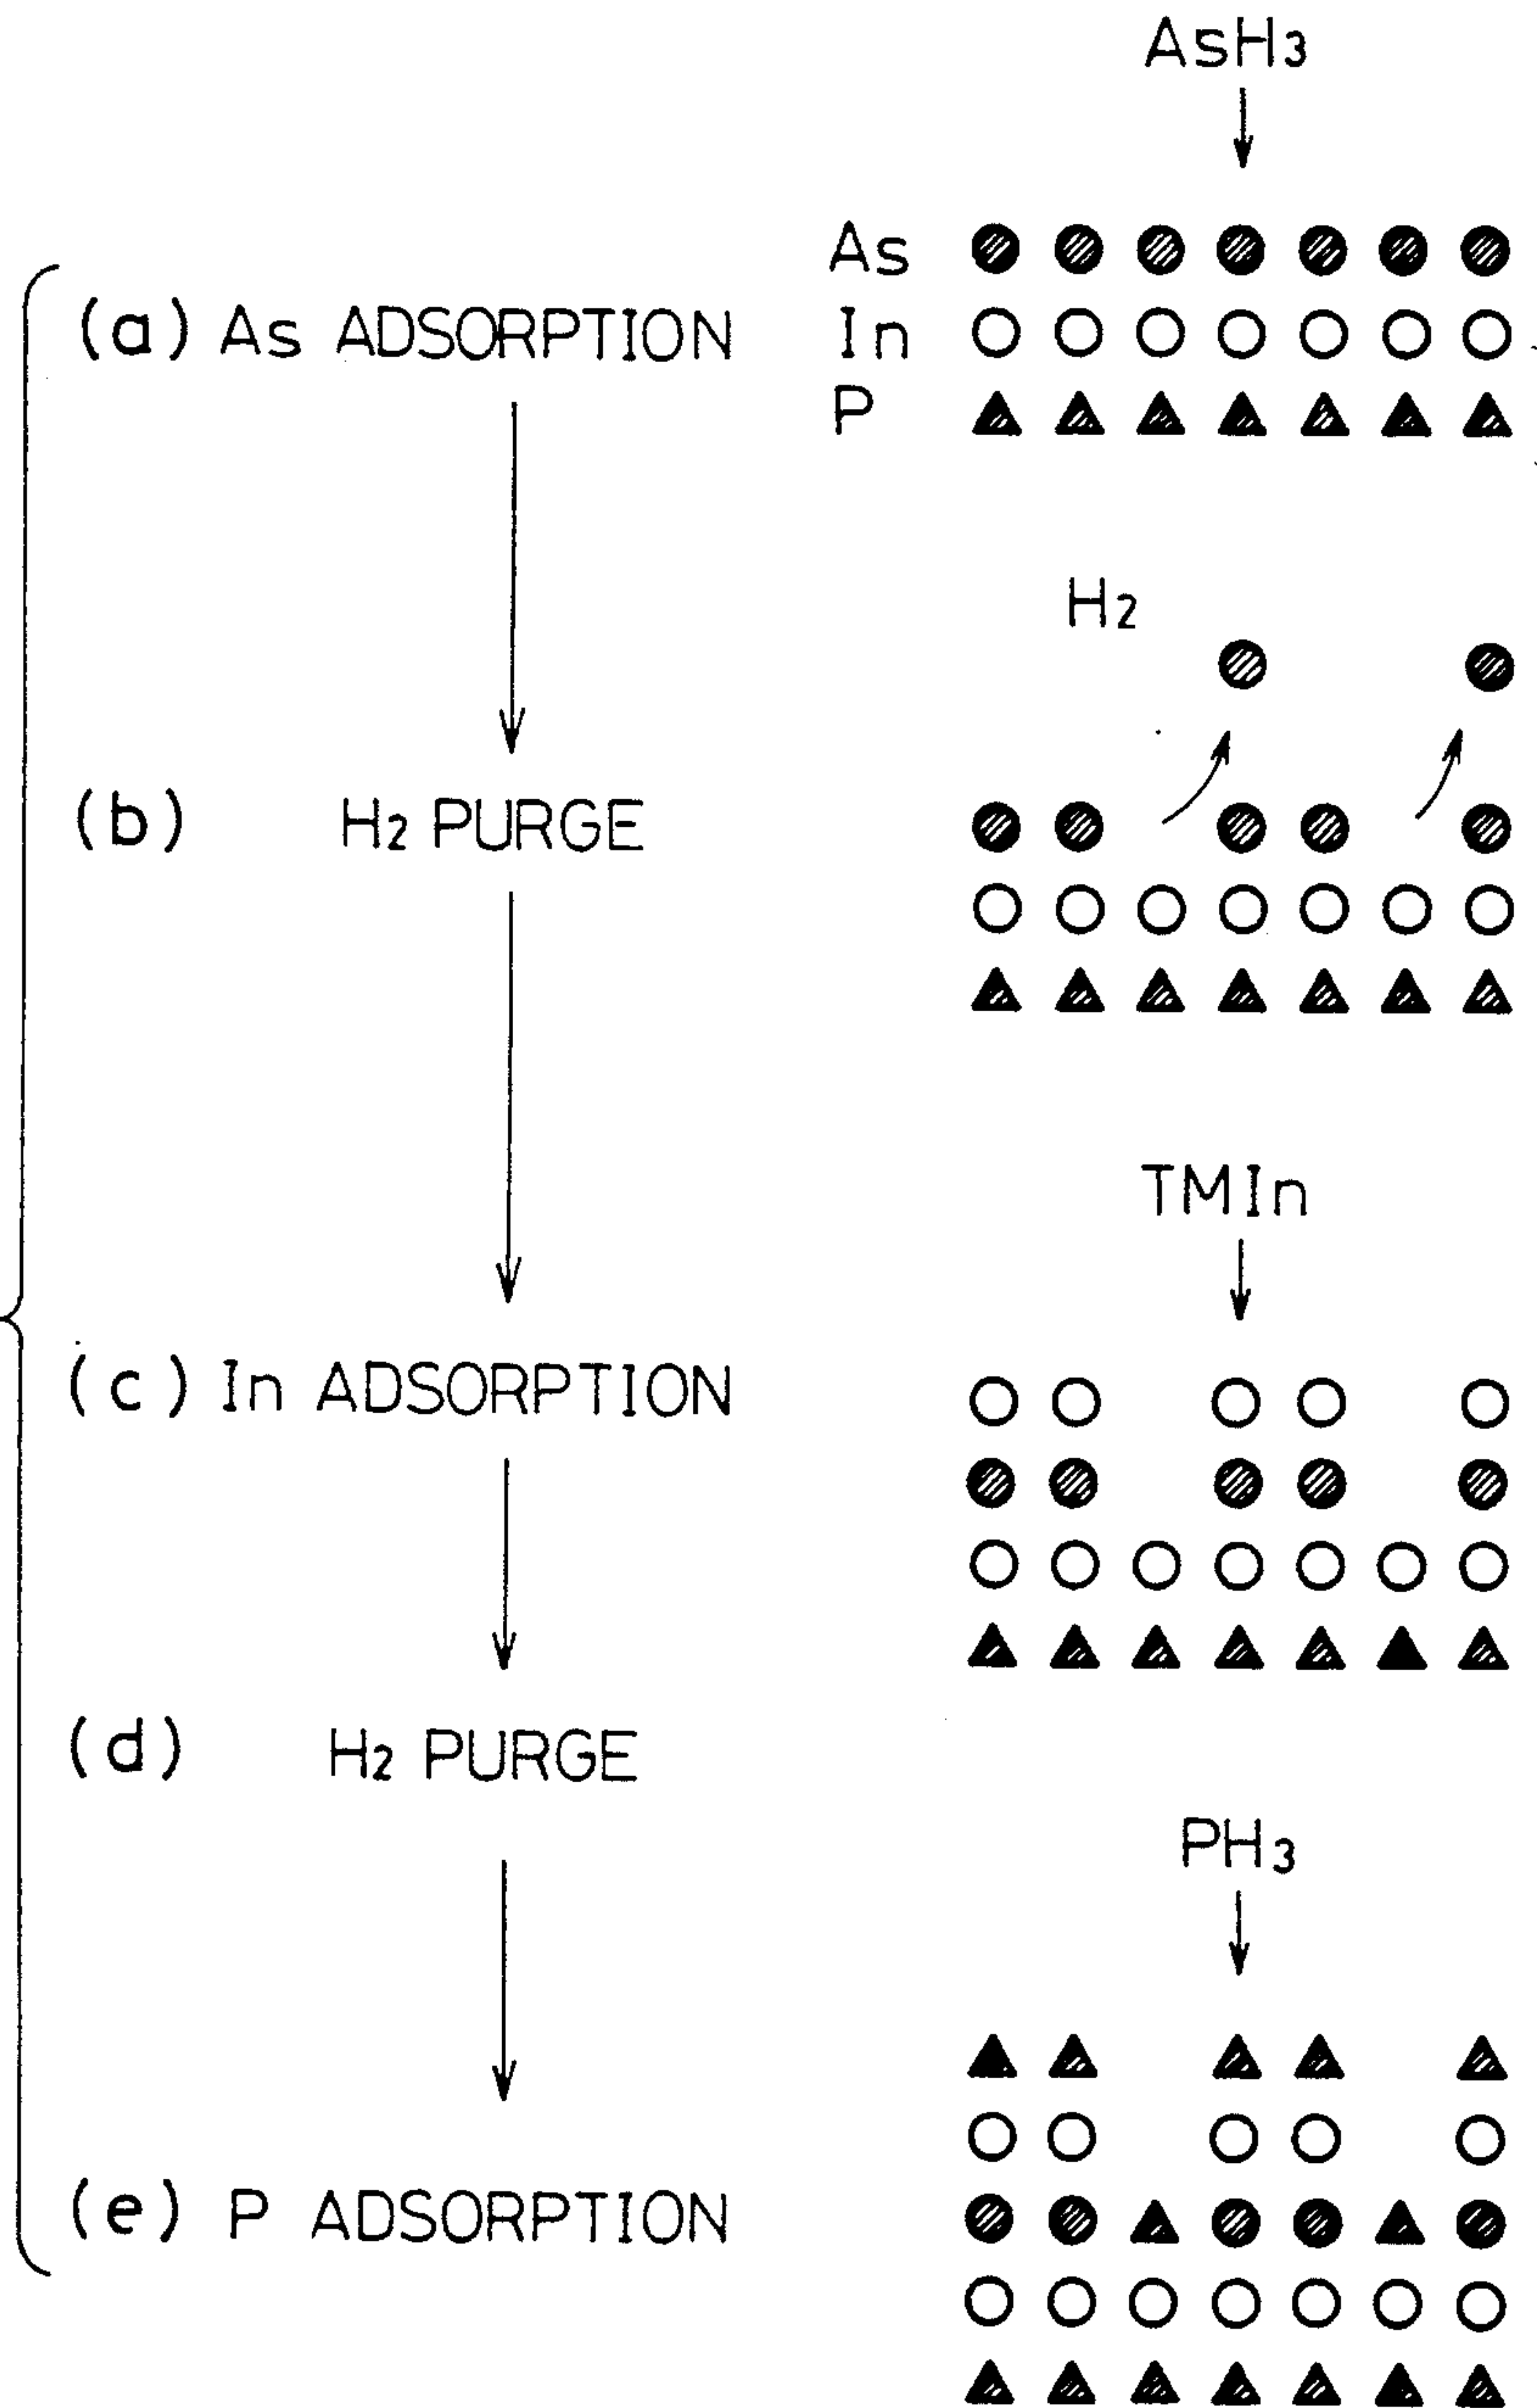 AsH3
As
(a) As ADSORPTION
In
P
H2
(b) H2 PURGE
TMIn
(c) In ADSORPTION
(d) H2 PURGE
PH3
(e) P ADSORPTION